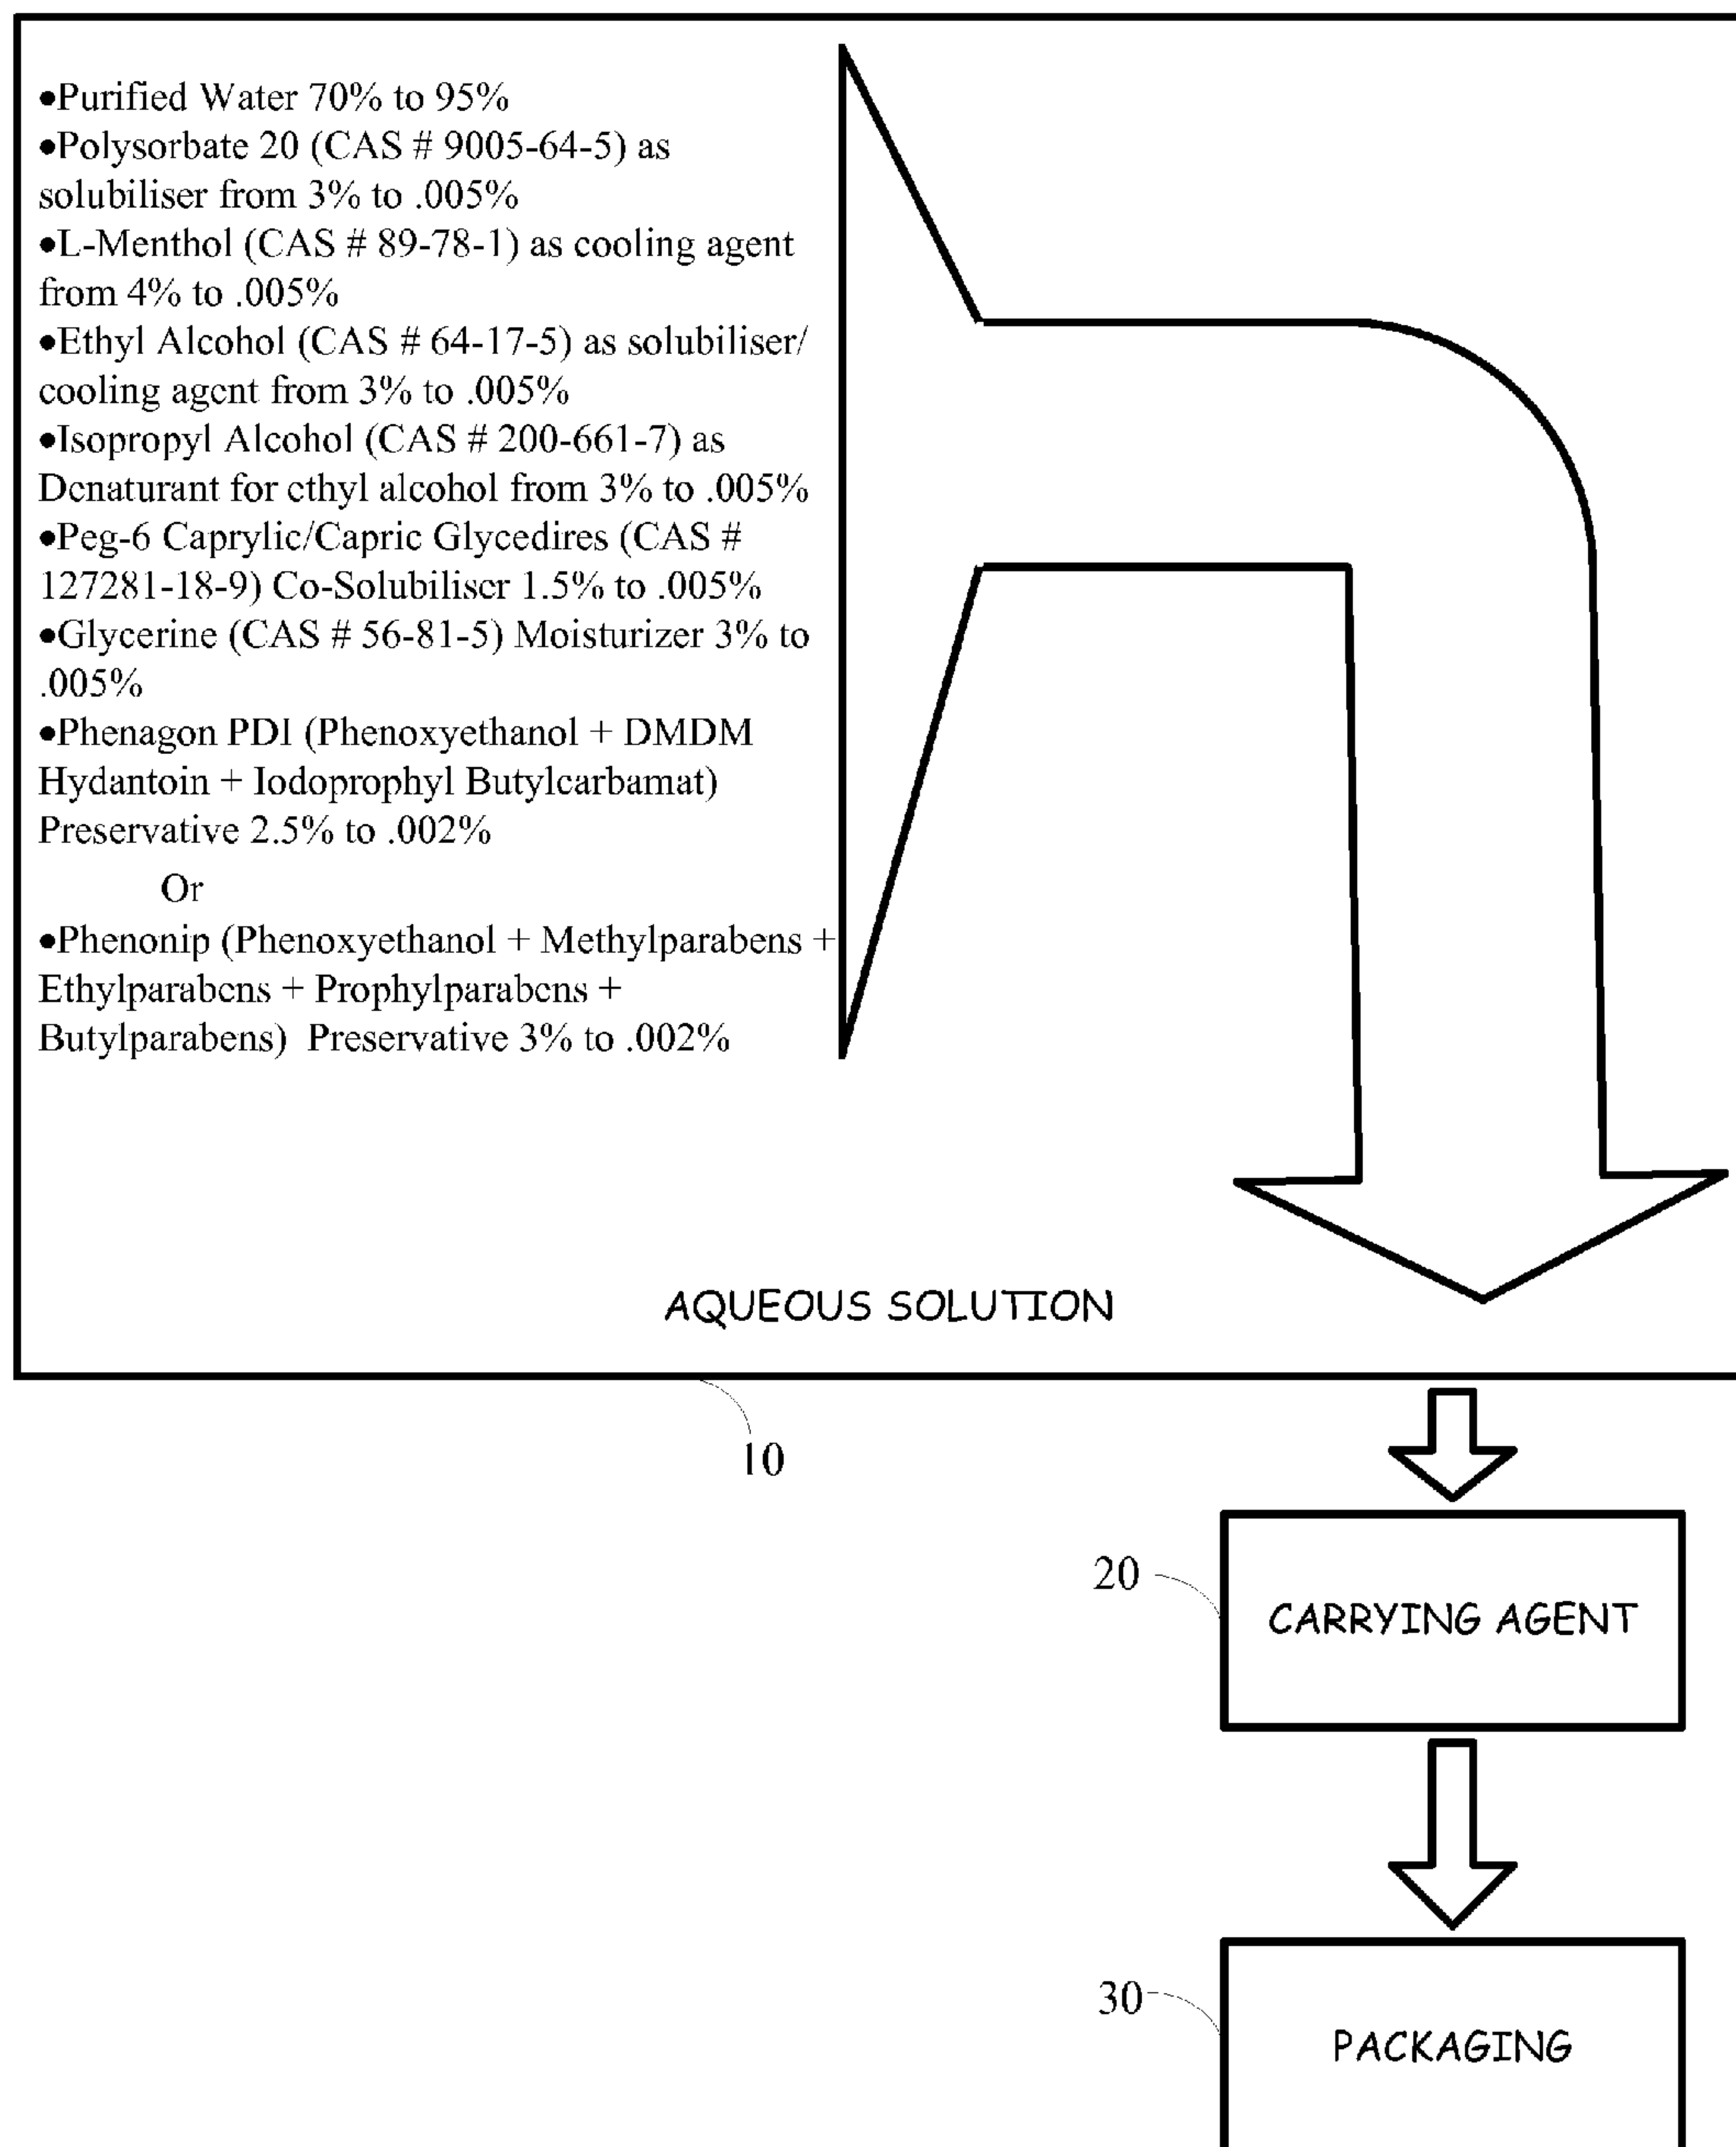 •Purified Water 70% to 95%
•Polysorbate 20 (CAS # 9005-64-5) as
solubiliser from 3% to .005%
•L-Menthol (CAS # 89-78-1) as cooling agent
from 4% to .005%
•Ethyl Alcohol (CAS # 64-17-5) as solubiliser/
cooling agent from 3% to .005%
•Isopropyl Alcohol (CAS # 200-661-7) as
Denaturant for ethyl alcohol from 3% to .005%
•Peg-6 Caprylic/Capric Glycedires (CAS #
127281-18-9) Co-Solubiliser 1.5% to .005%
•Glycerine (CAS # 56-81-5) Moisturizer 3% to
.005%
•Phenagon PDI (Phenoxyethanol + DMDM
Hydantoin + Iodoprophyl Butylcarbamat)
Preservative 2.5% to .002%
Or
•Phenonip (Phenoxyethanol + Methylparabens +
Ethylparabens + Prophylparabens +
Butylparabens) Preservative 3% to .002%
AQUEOUS SOLUTION
10
20
CARRYING AGENT
30
PACKAGING